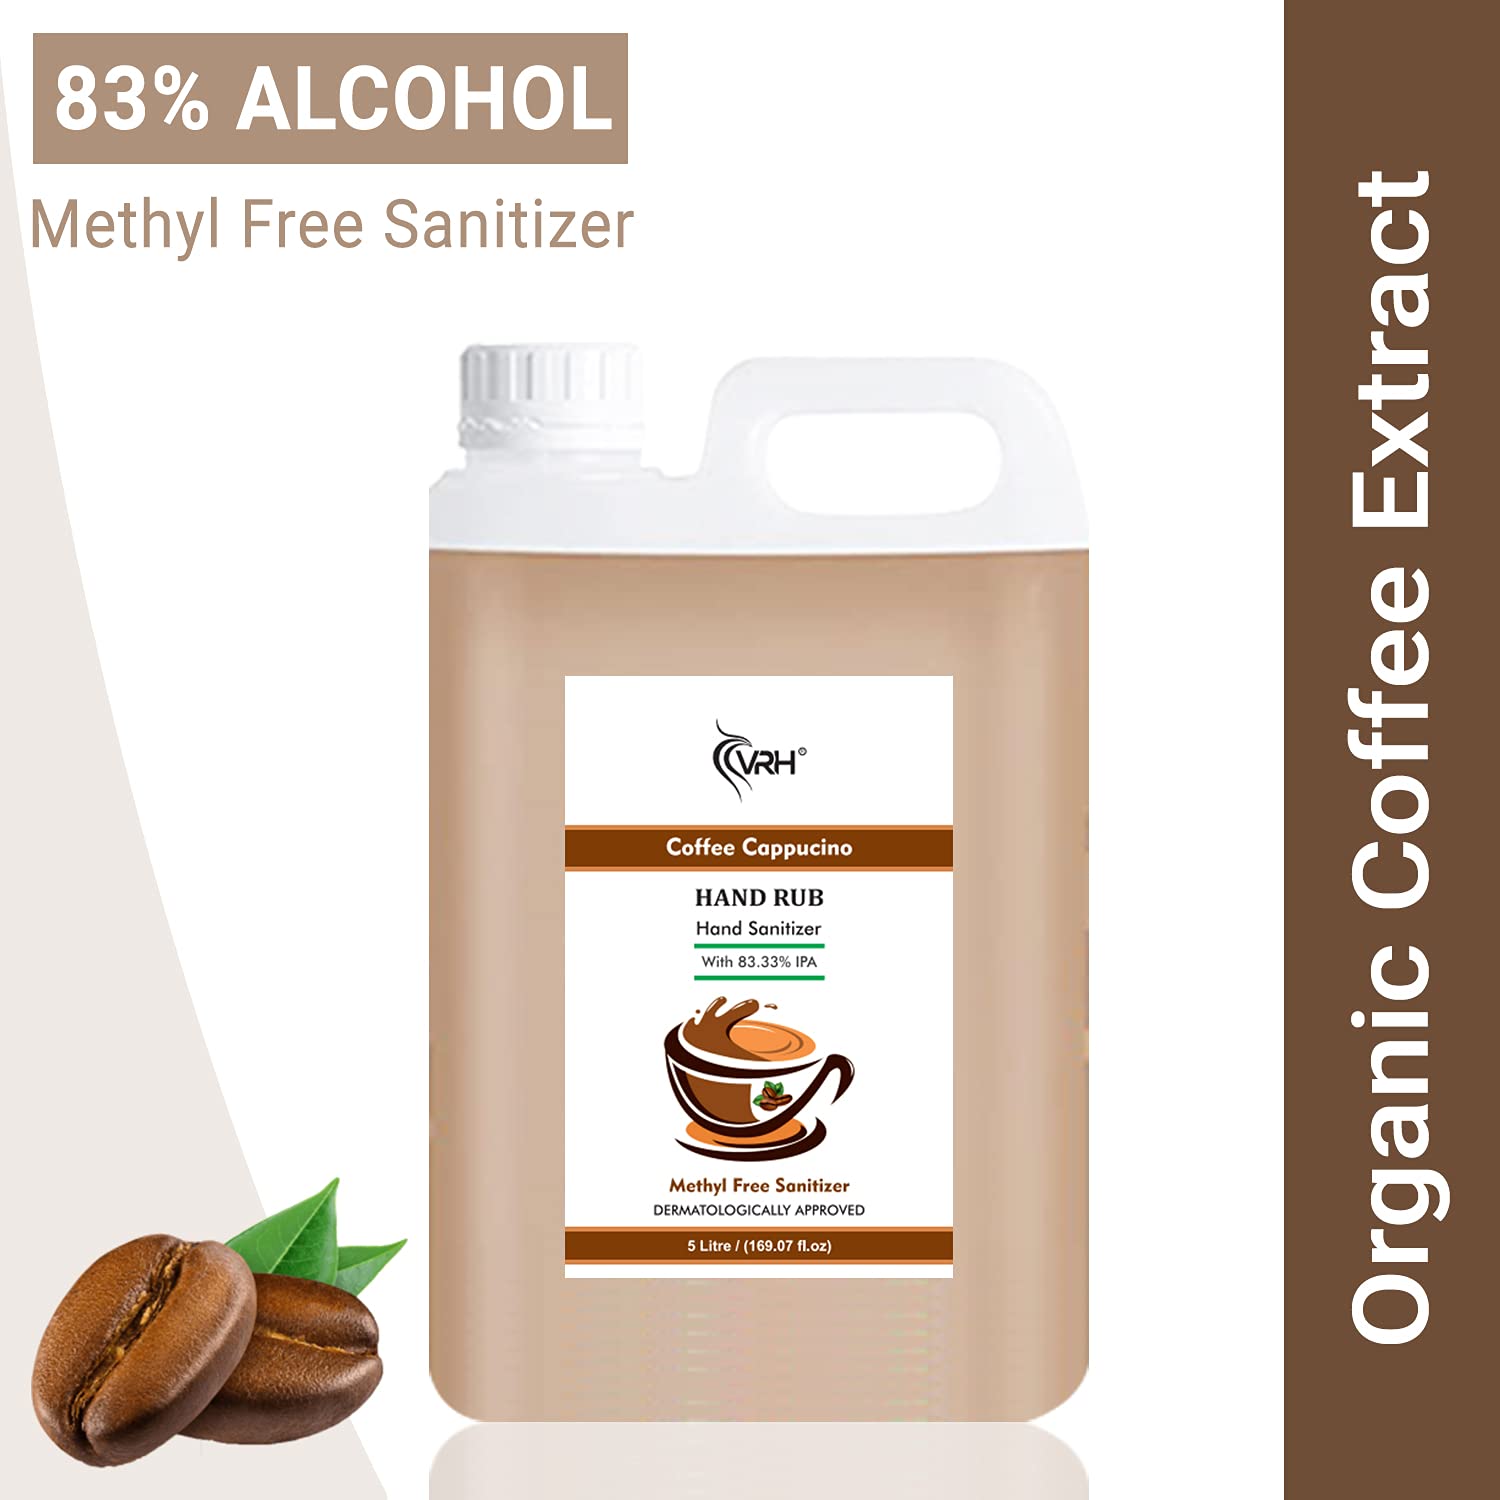 83% ALCOHOL
Methyl Free Sanitizer
VRH®
Coffee Cappucino
HAND RUB
Hand Sanitizer
With 83.33% IPA
Methyl Free Sanitizer
DERMATOLOGICALLY APPROVED
5 Litre / (169.07 fl.oz)
Organic Coffee Extract